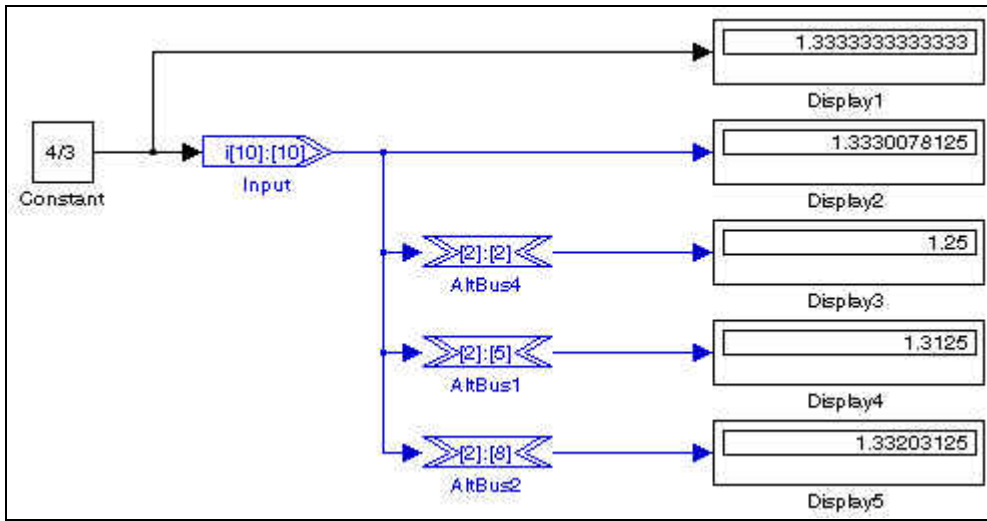 1.3333333333333
Display1
4/3
Constant
i[10]:[10]
Input
1.3330078125
Display2
[2]:[2]
AltBus4
1.25
Display3
[2]:[5]
AltBus1
1.3125
Display4
[2]:[8]
AltBus2
1.33203125
Display5